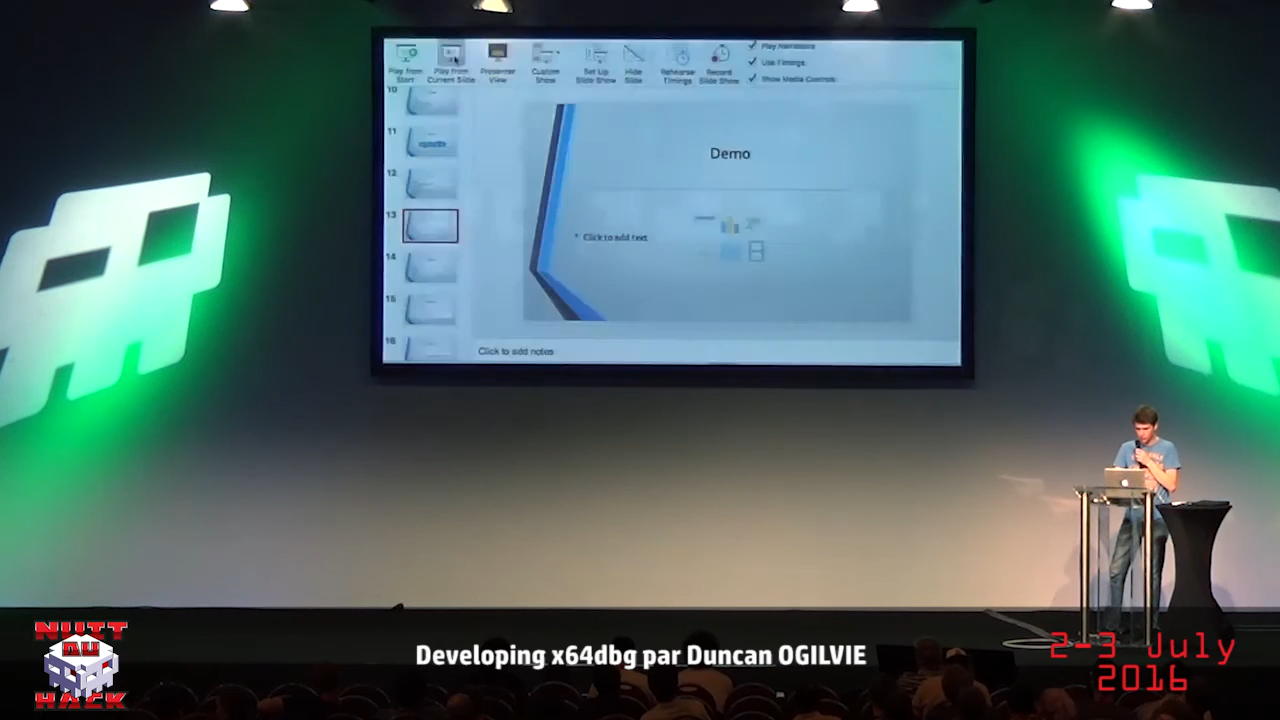 Play from
Start
Play from
Current Slide
Presenter
View
Custom
Show
Set Up
Slide Show
Hide
Slide
Rehearse
Timings
Record
Slide Show
Play Narrations
Use Timings
Show Media Controls
10
11
12
13
14
15
16
Demo
Click to add text
Click to add notes
NUIT
DU
HACK
Developing x64dbg par Duncan OGILVIE
2-3 July
2016